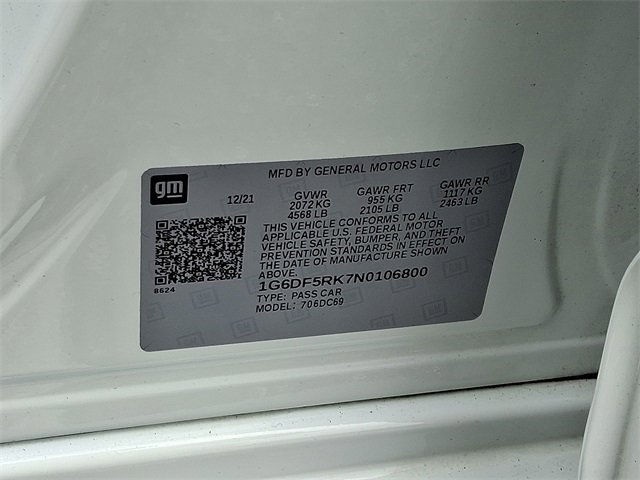 MFD BY GENERAL MOTORS LLC
gm
12/21 GVWR GAWR FRT GAWR RR
2072 KG 955 KG 1117 KG
4568 LB 2105 LB 2463 LB
THIS VEHICLE CONFORMS TO ALL
APPLICABLE U.S. FEDERAL MOTOR
VEHICLE SAFETY, BUMPER, AND THEFT
PREVENTION STANDARDS IN EFFECT ON
THE DATE OF MANUFACTURE SHOWN
ABOVE.
1G6DF5RK7N0106800
8624
TYPE: PASS CAR
MODEL: 706DC69